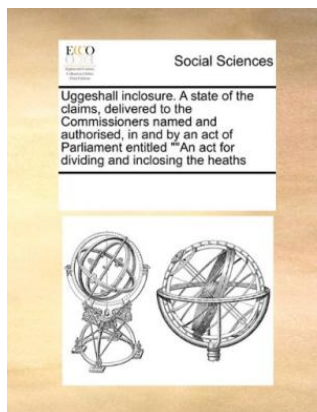 ECCO
Social Sciences
Uggeshall inclosure. A state of the
claims, delivered to the
Commissioners named and
authorised, in and by an act of
Parliament entitled ""An act for
dividing and inclosing the heaths